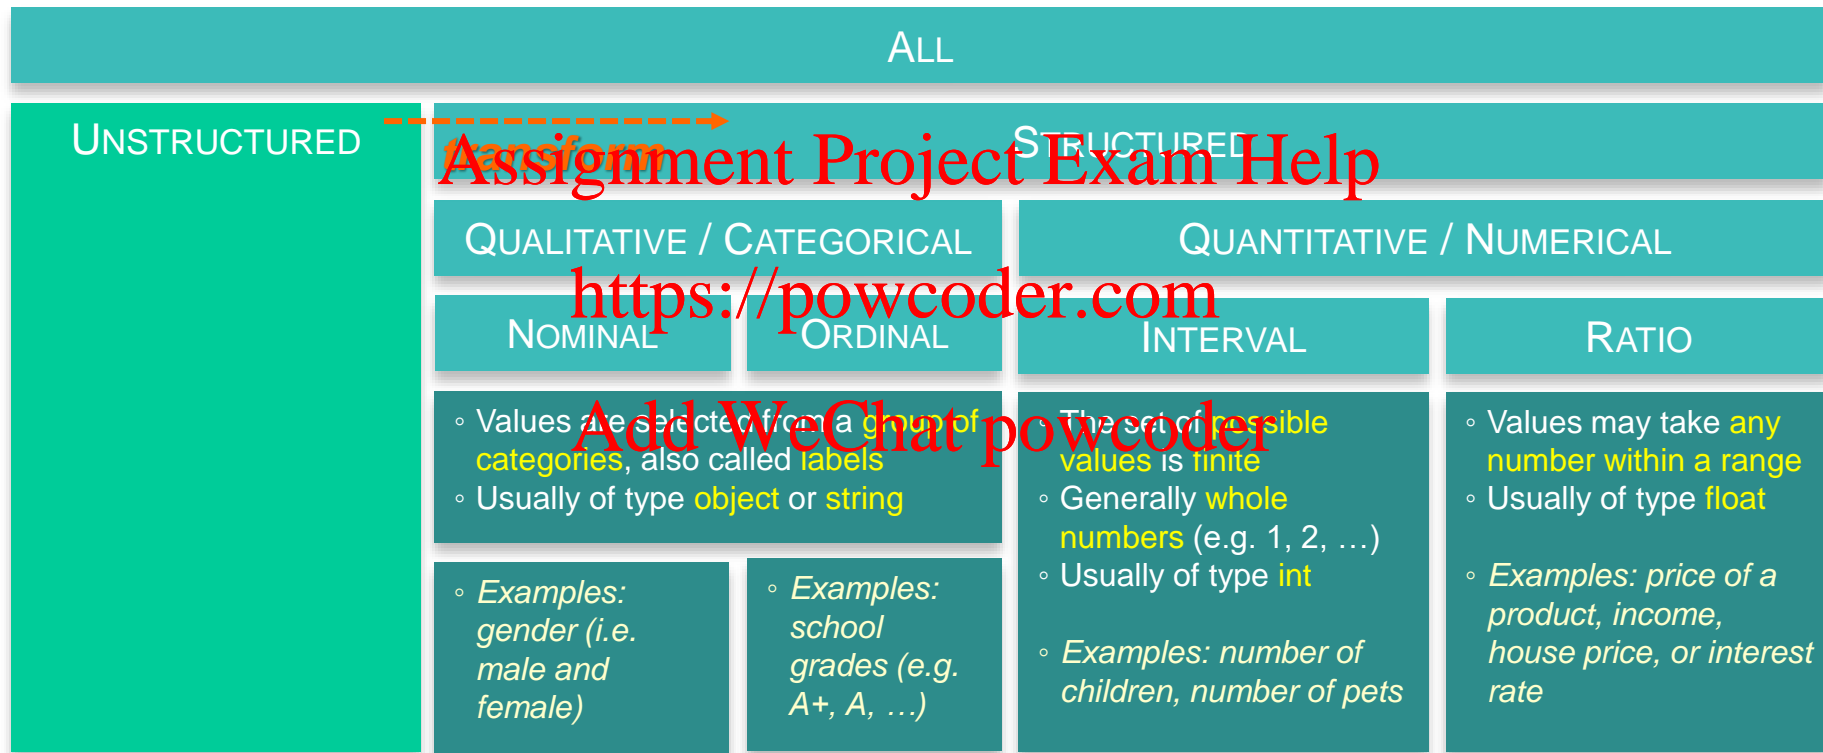 ALL
UNSTRUCTURED
transform
STRUCTURED
Assignment Project Exam Help
QUALITATIVE / CATEGORICAL
QUANTITATIVE / NUMERICAL
https://powcoder.com
NOMINAL
ORDINAL
INTERVAL
RATIO
◦ Values are selected from a group of
categories, also called labels
◦ Usually of type object or string
Add WeChat powcoder
◦ Examples:
gender (i.e.
male and
female)
◦ Examples:
school
grades (e.g.
A+, A, …)
◦ The set of possible
values is finite
◦ Generally whole
numbers (e.g. 1, 2, …)
◦ Usually of type int
◦ Examples: number of
children, number of pets
◦ Values may take any
number within a range
◦ Usually of type float
◦ Examples: price of a
product, income,
house price, or interest
rate